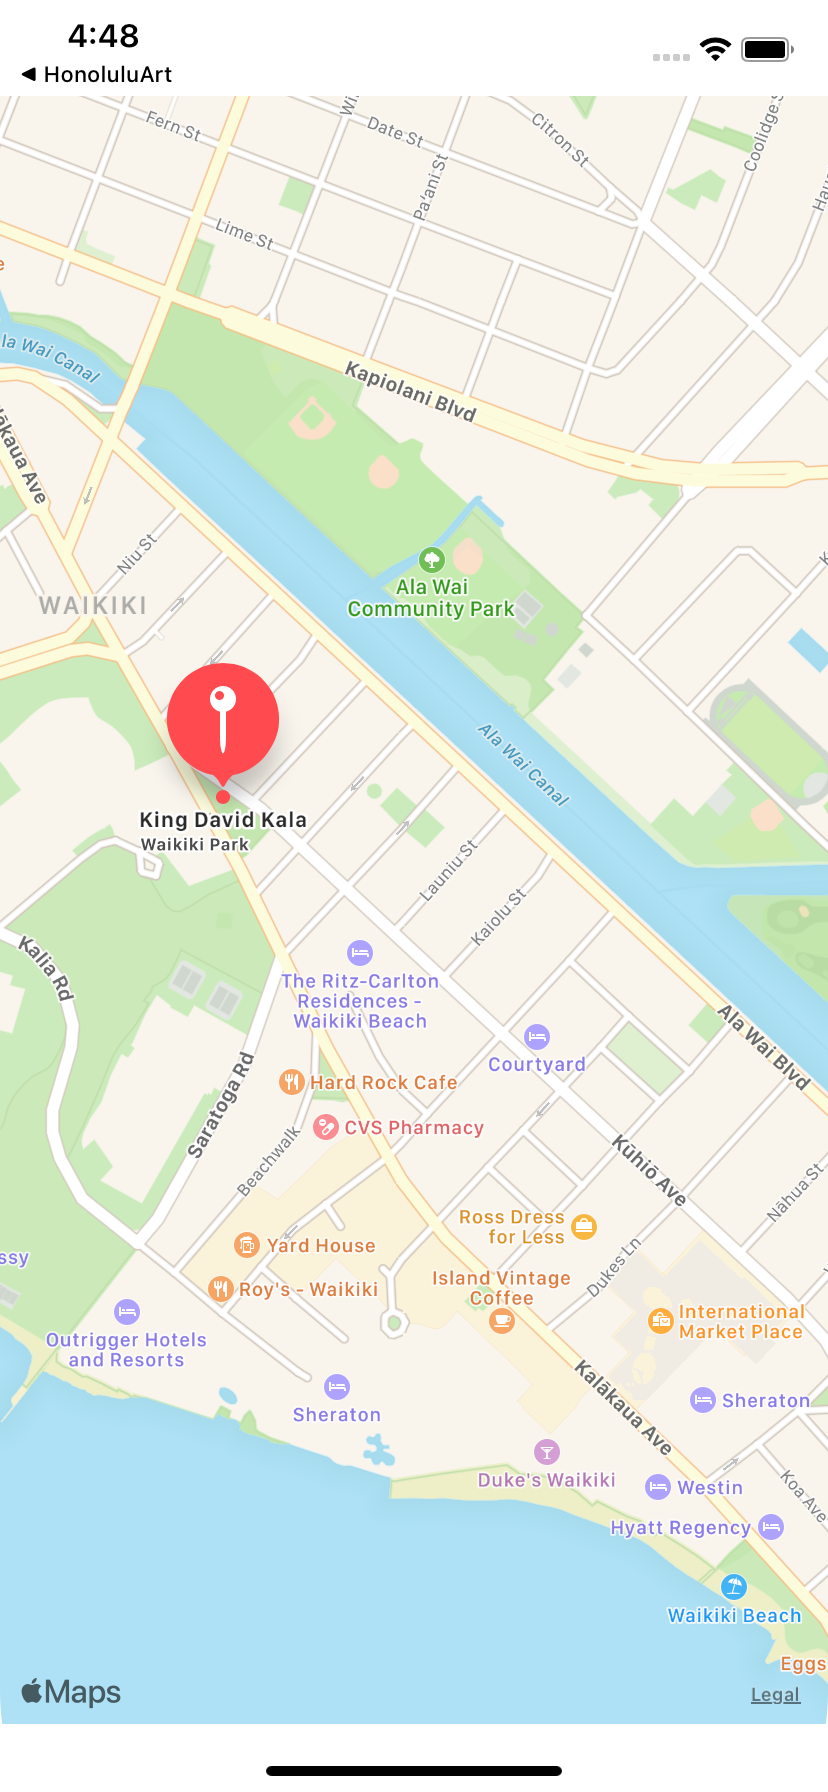 4:48
HonoluluArt
Fern St
Date St
Citron St
Coolidge S
Pa'ani St
Lime St
Ala Wai Canal
Kapiolani Blvd
Niu St
WAIKIKI
Ala Wai
Community Park
Ala Wai Canal
King David Kala
Waikiki Park
Launiu St
Kaiolu St
Kalia Rd
The Ritz-Carlton
Residences -
Waikiki Beach
Ala Wai Blvd
Courtyard
Hard Rock Cafe
Saratoga Rd
CVS Pharmacy
Beachwalk
Kūhiō Ave
Nāhua St
Ross Dress
for Less
Yard House
Dukes Ln
Island Vintage
Coffee
Roy's - Waikiki
International
Market Place
Outrigger Hotels
and Resorts
Sheraton
Kalākaua Ave
Sheraton
Duke's Waikiki
Westin
Koa Ave
Hyatt Regency
Waikiki Beach
Eggs
Maps
Legal